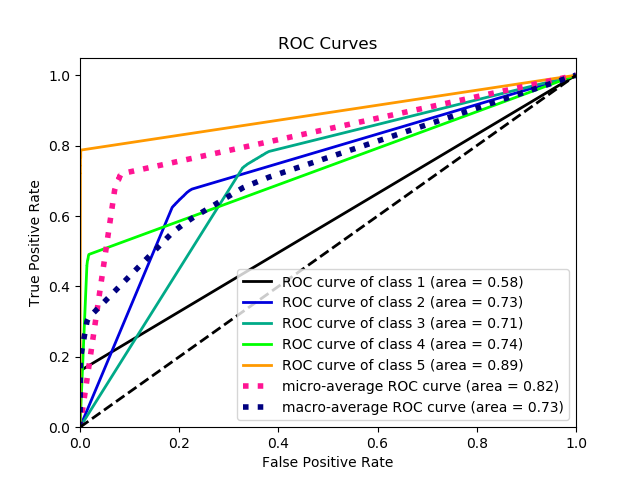 ROC Curves
True Positive Rate
1.0
0.8
0.6
0.4
0.2
0.0
ROC curve of class 1 (area = 0.58)
ROC curve of class 2 (area = 0.73)
ROC curve of class 3 (area = 0.71)
ROC curve of class 4 (area = 0.74)
ROC curve of class 5 (area = 0.89)
micro-average ROC curve (area = 0.82)
macro-average ROC curve (area = 0.73)
0.0 0.2 0.4 0.6 0.8 1.0
False Positive Rate